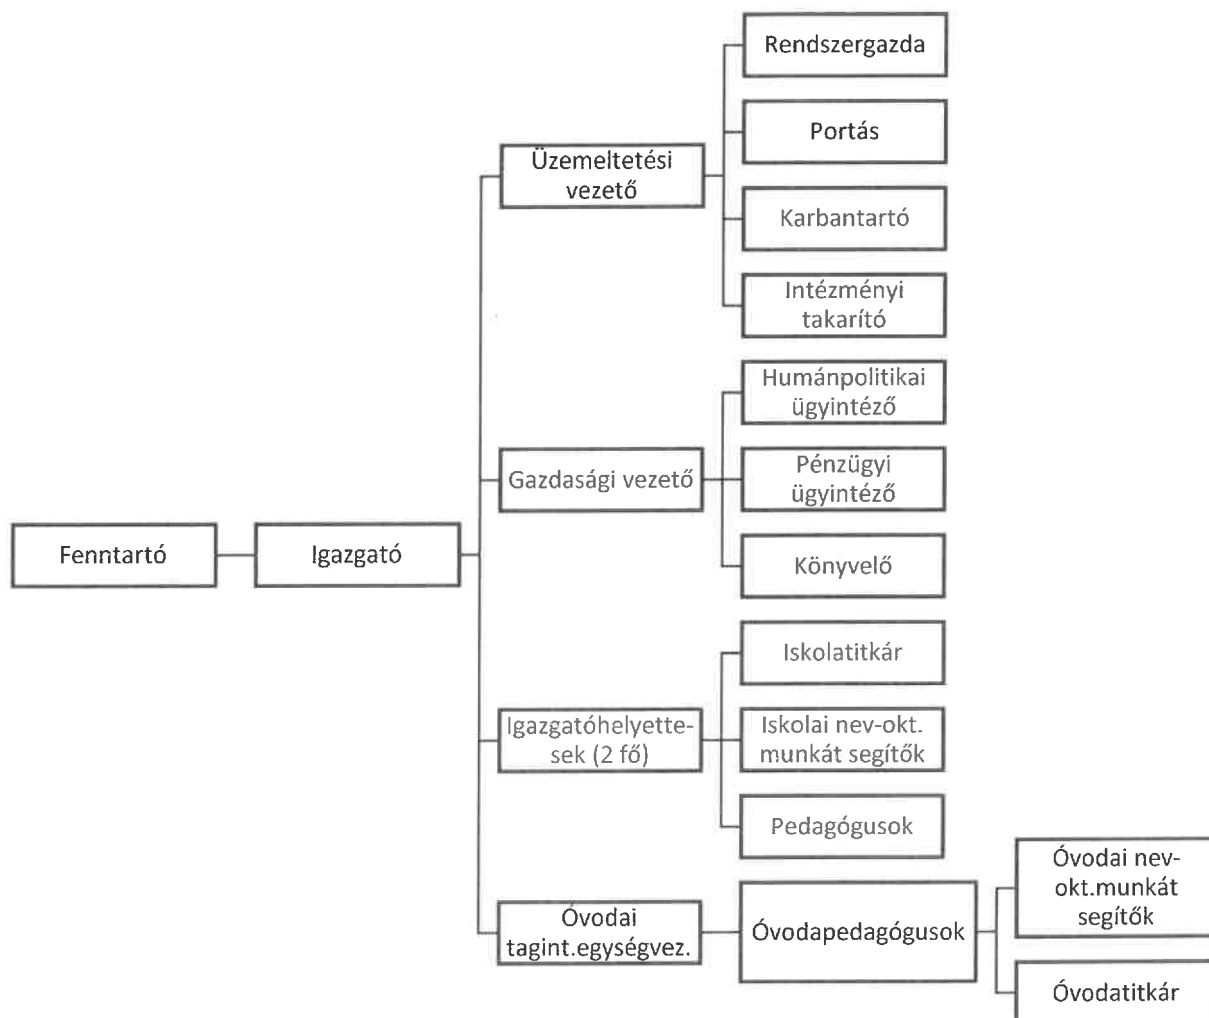 Rendszergazda
Portás
Üzemeltetési
vezető
Karbantartó
Intézményi
takarító
Humánpolitikai
ügyintéző
Gazdasági vezető
Pénzügyi
ügyintéző
Könyvelő
Fenntartó
Igazgató
Iskolatitkár
Igazgatóhelyette-
sek (2 fő)
Iskolai nev-okt.
munkát segítők
Pedagógusok
Óvodai
tagint.egységvez.
Óvodapedagógusok
Óvodai nev-
okt.munkát
segítők
Óvodatitkár